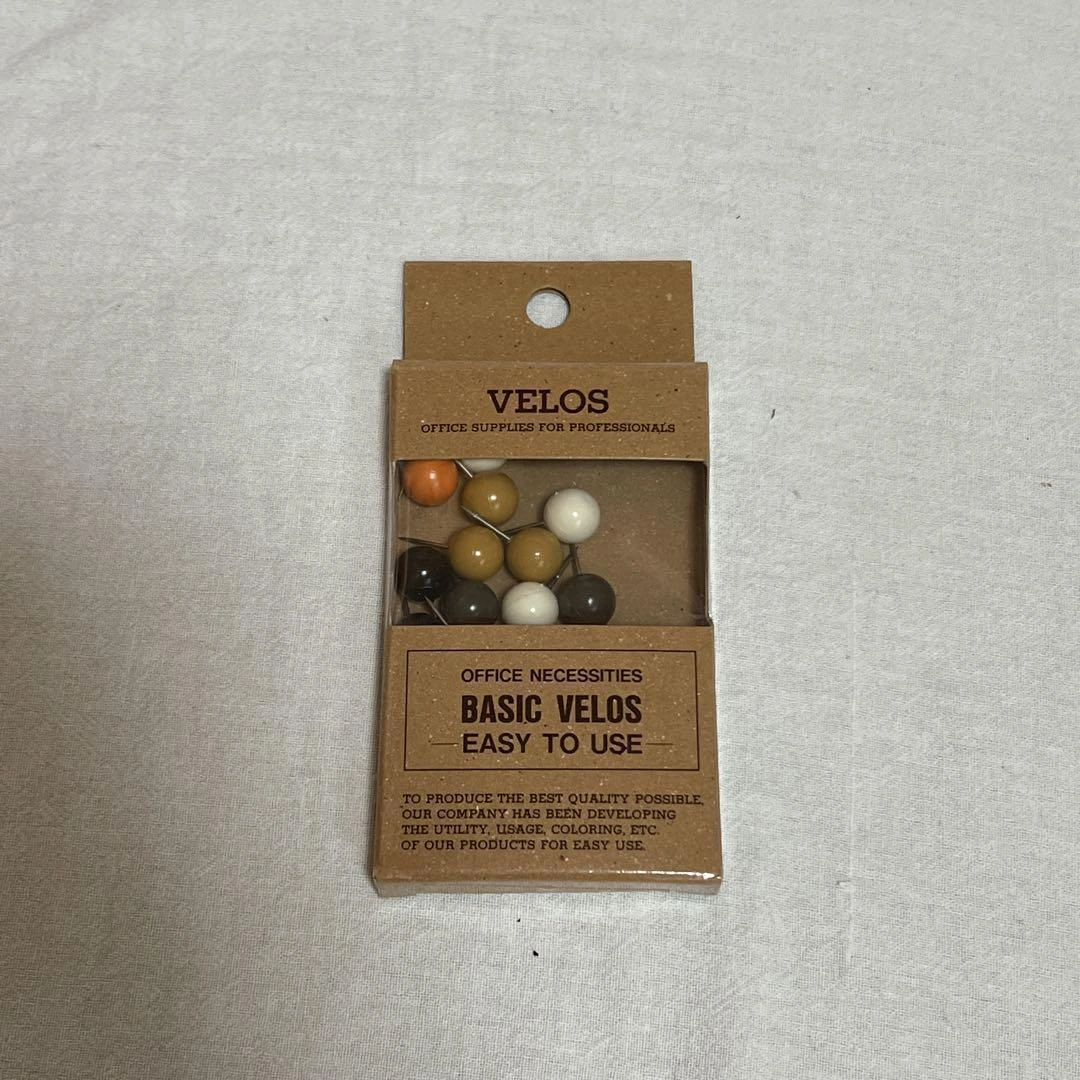 VELOS
OFFICE SUPPLIES FOR PROFESSIONALS
OFFICE NECESSITIES
BASIC VELOS
EASY TO USE
TO PRODUCE THE BEST QUALITY POSSIBLE,
OUR COMPANY HAS BEEN DEVELOPING
THE UTILITY, USAGE, COLORING, ETC.
OF OUR PRODUCTS FOR EASY USE.